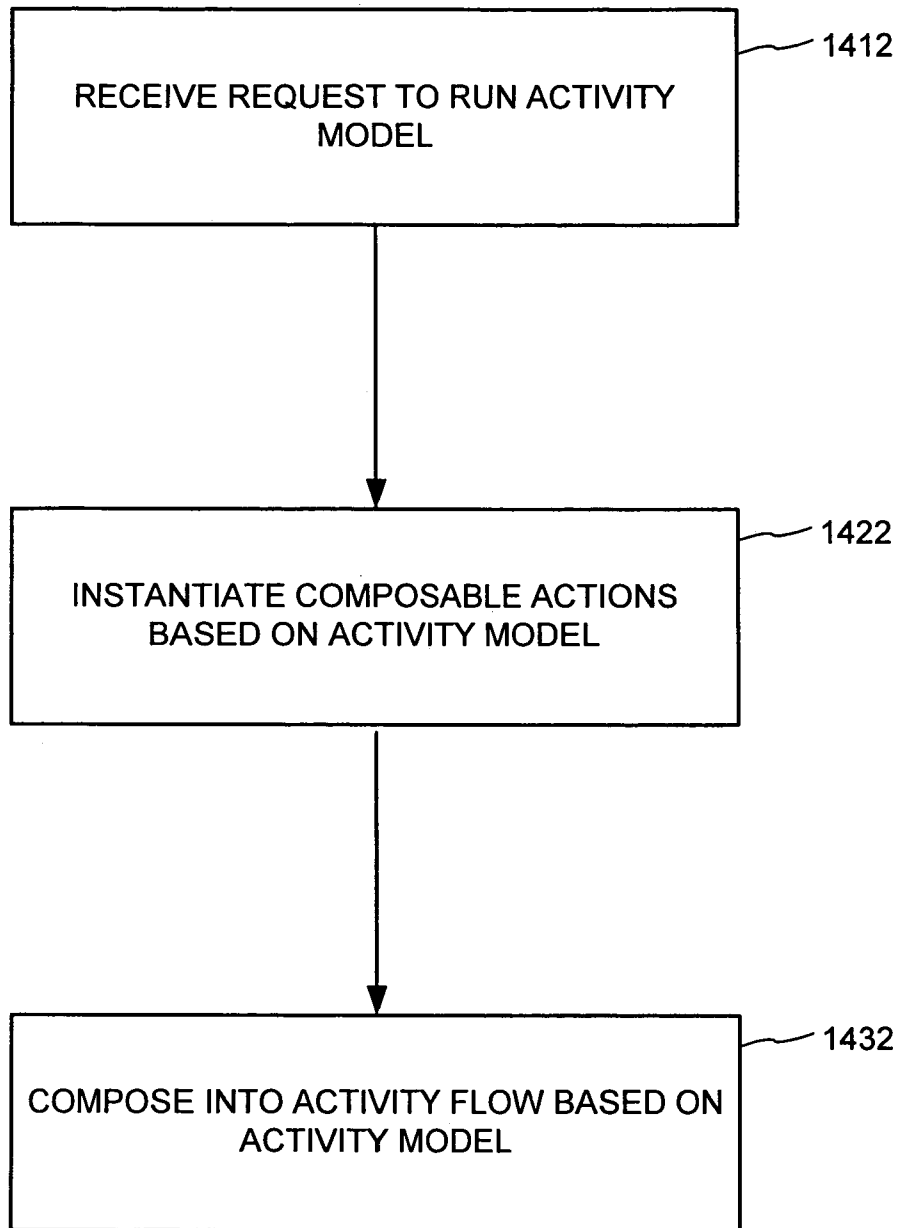 1412
RECEIVE REQUEST TO RUN ACTIVITY
MODEL
1422
INSTANTIATE COMPOSABLE ACTIONS
BASED ON ACTIVITY MODEL
1432
COMPOSE INTO ACTIVITY FLOW BASED ON
ACTIVITY MODEL